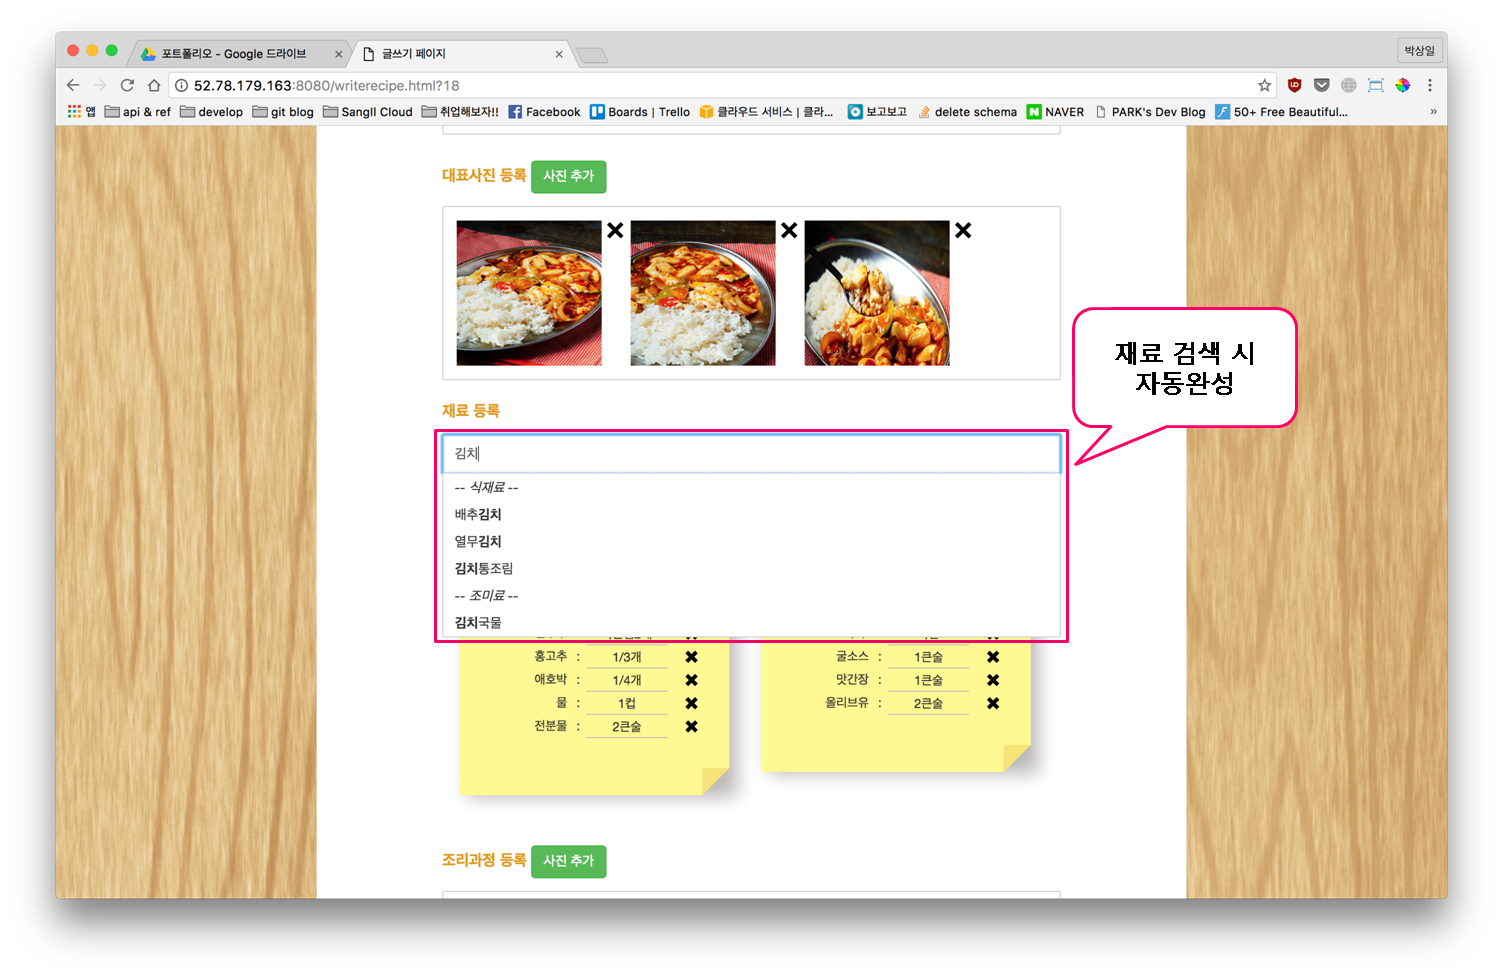 포트폴리오 - Google 드라이브
글쓰기 페이지
박상일
52.78.179.163:8080/writerecipe.html?18
앱 api & ref develop git blog SangIl Cloud 취업해보자!! Facebook Boards | Trello 클라우드 서비스 | 클라... 보고보고 delete schema NAVER PARK's Dev Blog 50+ Free Beautiful... »
대표사진 등록 사진 추가
재료 검색 시
자동완성
재료 등록
김치
-- 식재료 --
배추김치
열무김치
김치통조림
-- 조미료 --
김치국물
홍고추 : 1/3개
애호박 : 1/4개
물 : 1컵
전분물 : 2큰술
굴소스 : 1큰술
맛간장 : 1큰술
올리브유 : 2큰술
조리과정 등록 사진 추가